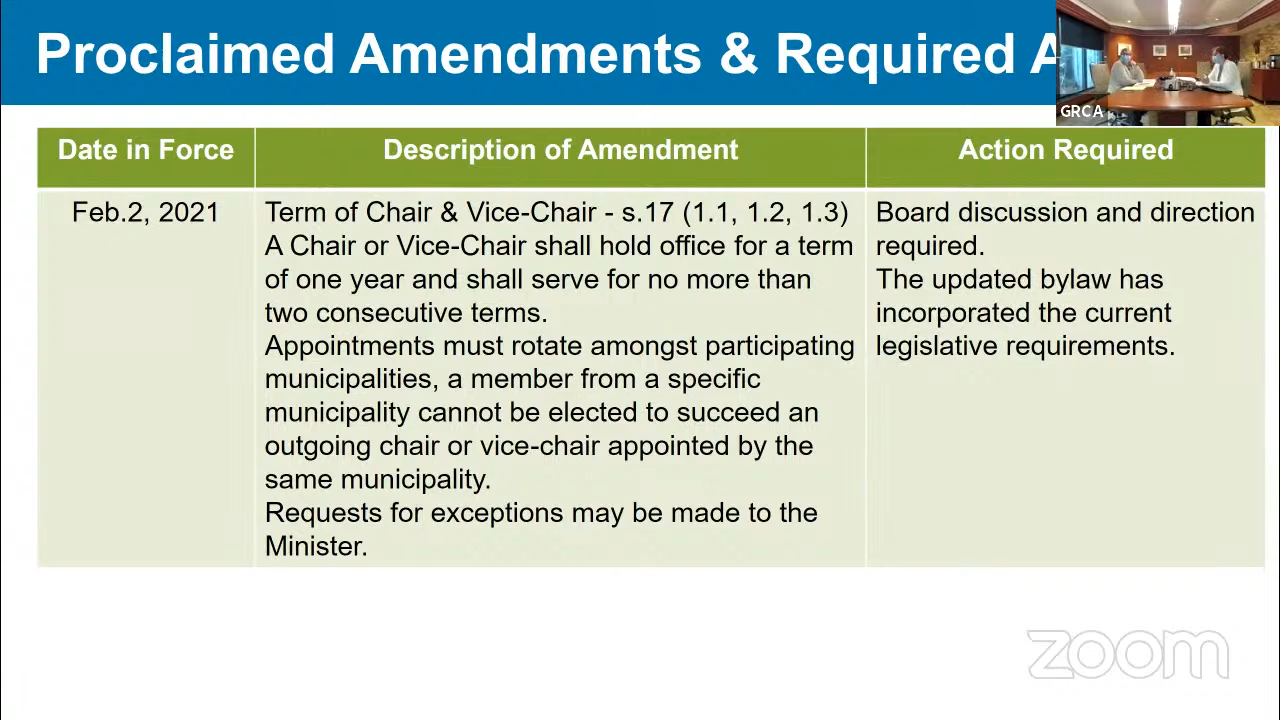 Proclaimed Amendments & Required A
GRCA
Date in Force
Description of Amendment
Action Required
Feb.2, 2021
Term of Chair & Vice-Chair - s.17 (1.1, 1.2, 1.3)
A Chair or Vice-Chair shall hold office for a term
of one year and shall serve for no more than
two consecutive terms.
Appointments must rotate amongst participating
municipalities, a member from a specific
municipality cannot be elected to succeed an
outgoing chair or vice-chair appointed by the
same municipality.
Requests for exceptions may be made to the
Minister.
Board discussion and direction
required.
The updated bylaw has
incorporated the current
legislative requirements.
zoom